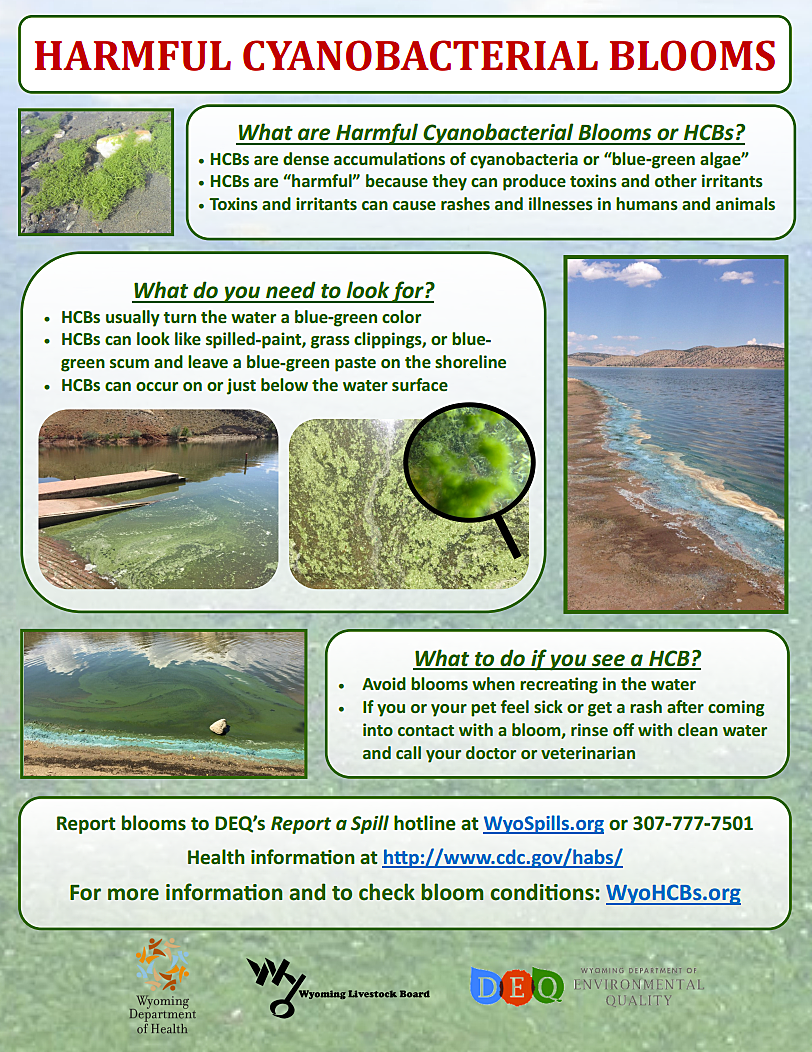 HARMFUL CYANOBACTERIAL BLOOMS
What are Harmful Cyanobacterial Blooms or HCBs?
• HCBs are dense accumulations of cyanobacteria or “blue-green algae”
• HCBs are “harmful” because they can produce toxins and other irritants
• Toxins and irritants can cause rashes and illnesses in humans and animals
What do you need to look for?
• HCBs usually turn the water a blue-green color
• HCBs can look like spilled-paint, grass clippings, or blue-
green scum and leave a blue-green paste on the shoreline
• HCBs can occur on or just below the water surface
What to do if you see a HCB?
• Avoid blooms when recreating in the water
• If you or your pet feel sick or get a rash after coming
into contact with a bloom, rinse off with clean water
and call your doctor or veterinarian
Report blooms to DEQ’s Report a Spill hotline at WyoSpills.org or 307-777-7501
Health information at http://www.cdc.gov/habs/
For more information and to check bloom conditions: WyoHCBs.org
Wyoming
Department
of Health
Wy
Wyoming Livestock Board
DEQ
WYOMING DEPARTMENT OF
ENVIRONMENTAL
QUALITY